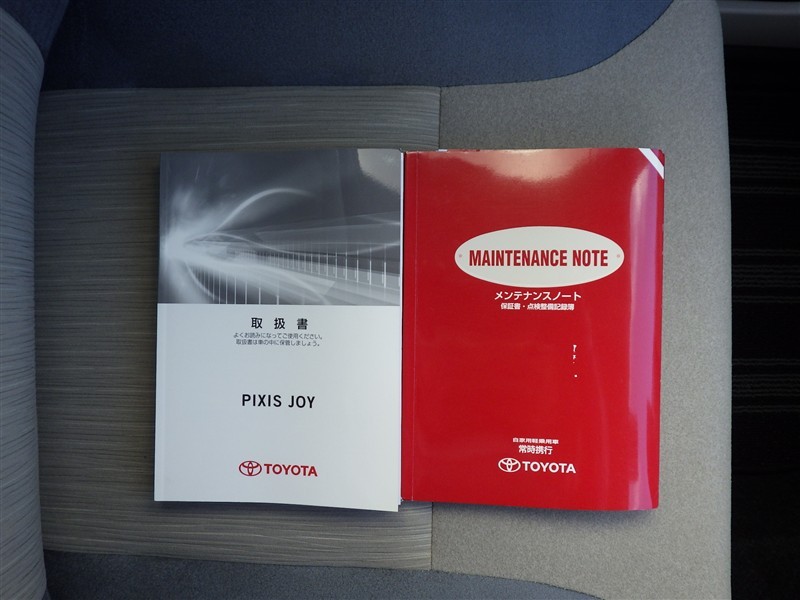 取扱書
よくお読みになってご使用ください。
取扱書は車の中に保管しましょう。
PIXIS JOY
TOYOTA
MAINTENANCE NOTE
メンテナンスノート
保証書・点検整備記録簿
自家用軽乗用車
常時携行
TOYOTA